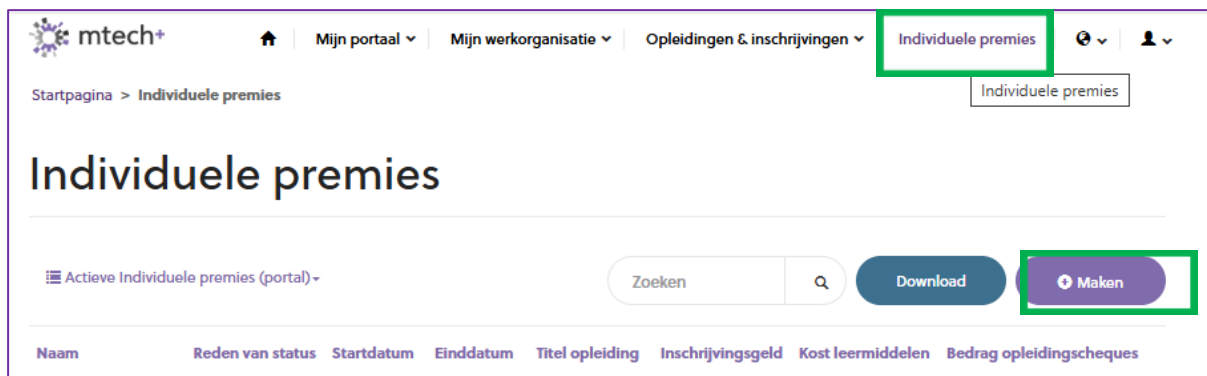 mtech+
Mijn portaal
Mijn werkorganisatie
Opleidingen & inschrijvingen
Individuele premies
Individuele premies
Startpagina > Individuele premies
Individuele premies
Actieve Individuele premies (portal)
Zoeken
Download
Maken
Naam Reden van status Startdatum Einddatum Titel opleiding Inschrijvingsgeld Kost leermiddelen Bedrag opleidingscheques